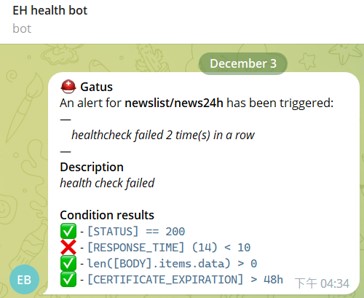 EH health bot
bot
December 3
⛑ Gatus
An alert for newslist/news24h has been triggered:
—
healthcheck failed 2 time(s) in a row
—
Description
health check failed
Condition results
✅ - [STATUS] == 200
❌ - [RESPONSE_TIME] (14) < 10
✅ - len([BODY].items.data) > 0
✅ - [CERTIFICATE_EXPIRATION] > 48h
EB
下午 04:34